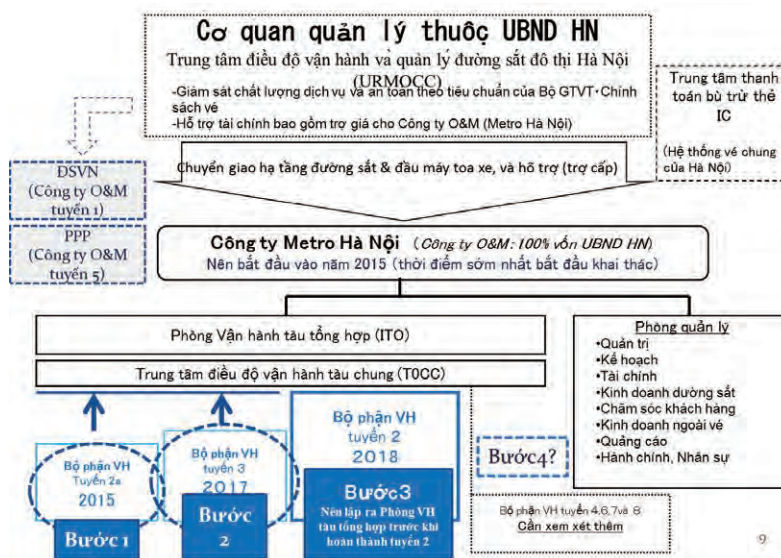 Cơ quan quản lý thuộc UBND HN
Trung tâm điều độ vận hành và quản lý đường sắt đô thị Hà Nội
(URMOCC)
-Giám sát chất lượng dịch vụ và an toàn theo tiêu chuẩn của Bộ GTVT・Chính
sách vé
-Hỗ trợ tài chính bao gồm trợ giá cho Công ty O&M (Metro Hà Nội)
Trung tâm thanh
toán bù trừ thẻ
IC
(Hệ thống vé chung
của Hà Nội)
Chuyển giao hạ tầng đường sắt & đầu máy toa xe, và hỗ trợ (trợ cấp)
ĐSVN
(Công ty O&M
tuyến 1)
PPP
(Công ty O&M
tuyến 5)
Công ty Metro Hà Nội (Công ty O&M: 100% vốn UBND HN)
Nên bắt đầu vào năm 2015 (thời điểm sớm nhất bắt đầu khai thác)
Phòng Vận hành tàu tổng hợp (ITO)
Trung tâm điều độ vận hành tàu chung (TOCC)
Phòng quản lý
•Quản trị
•Kế hoạch
•Tài chính
•Kinh doanh dường sắt
•Chăm sóc khách hàng
•Kinh doanh ngoài vé
•Quảng cáo
•Hành chính, Nhân sự
Bộ phận VH
Tuyến 2a
2015
Bước 1
Bộ phận VH
tuyến 3
2017
Bước
2
Bộ phận VH
tuyến 2
2018
Bước3
Nên lập ra Phòng VH
tàu tổng hợp trước khi
hoàn thành tuyến 2
Bước4?
Bộ phận VH tuyến 4,6,7và 8
Cần xem xét thêm
9